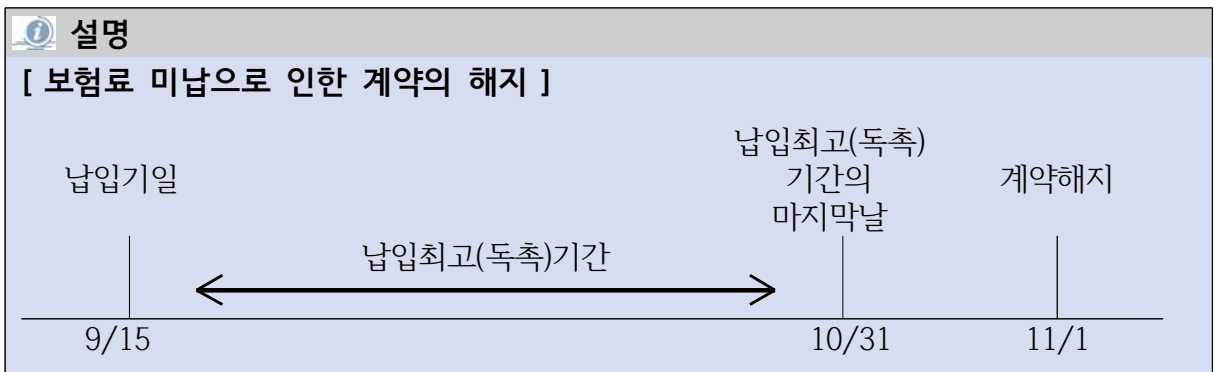 설명
[ 보험료 미납으로 인한 계약의 해지 ]
납입기일
납입최고(독촉)
기간의
마지막날
계약해지
납입최고(독촉)기간
9/15
10/31
11/1